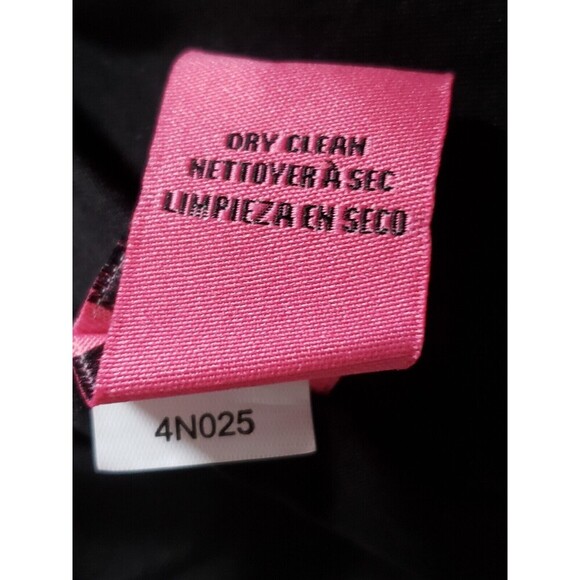 DRY CLEAN
NETTOYER À SEC
LIMPIEZA EN SECO
4N025